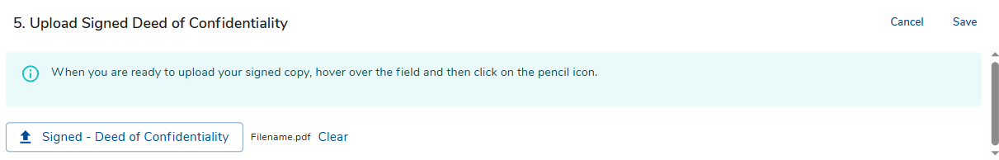 5. Upload Signed Deed of Confidentiality
Cancel
Save
When you are ready to upload your signed copy, hover over the field and then click on the pencil icon.
Signed - Deed of Confidentiality
Filename.pdf
Clear